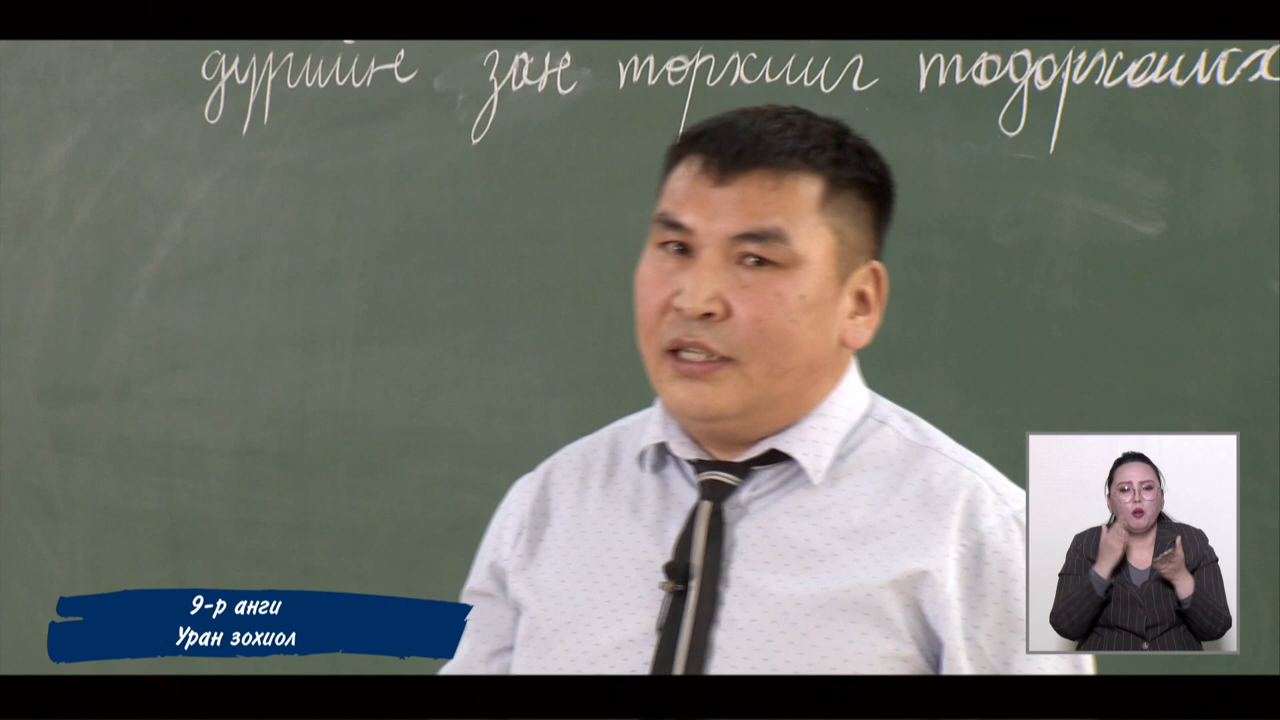 дүрийн зан төрхийг тодорхойлох
9-р анги
Уран зохиол